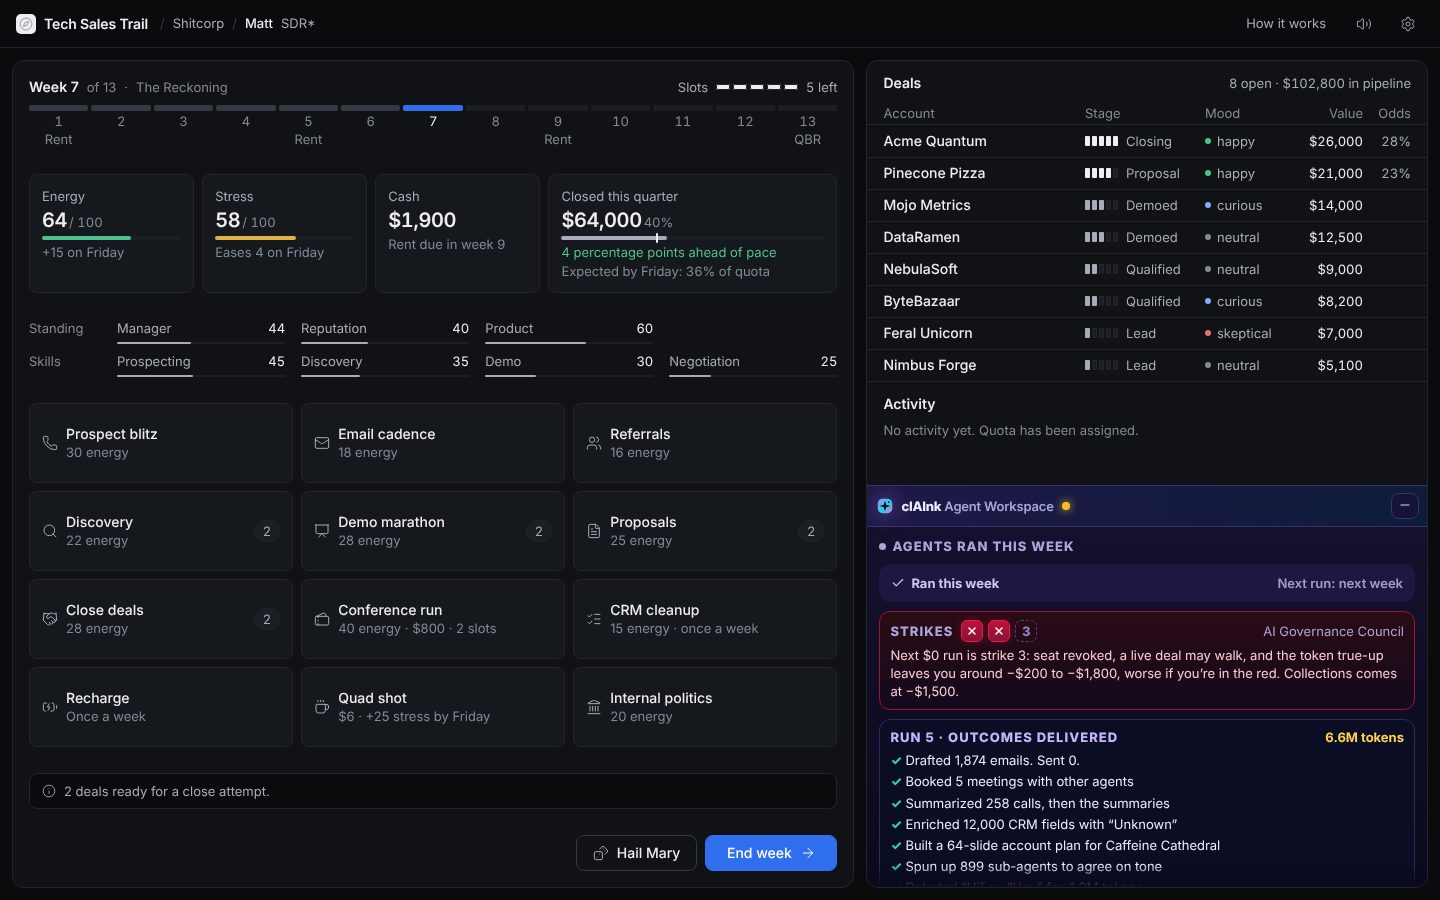 Tech Sales Trail / Shitcorp / Matt SDR*
How it works
Week 7 of 13 · The Reckoning
Slots 5 left
1 2 3 4 5 6 7 8 9 10 11 12 13
Rent Rent Rent QBR
Energy
64 / 100
+15 on Friday
Stress
58 / 100
Eases 4 on Friday
Cash
$1,900
Rent due in week 9
Closed this quarter
$64,000 40%
4 percentage points ahead of pace
Expected by Friday: 36% of quota
Standing Manager 44 Reputation 40 Product 60
Skills Prospecting 45 Discovery 35 Demo 30 Negotiation 25
Prospect blitz
30 energy
Email cadence
18 energy
Referrals
16 energy
Discovery
22 energy
2
Demo marathon
28 energy
2
Proposals
25 energy
2
Close deals
28 energy
2
Conference run
40 energy · $800 · 2 slots
CRM cleanup
15 energy · once a week
Recharge
Once a week
Quad shot
$6 · +25 stress by Friday
Internal politics
20 energy
2 deals ready for a close attempt.
Hail Mary
End week
Deals 8 open · $102,800 in pipeline
Account Stage Mood Value Odds
Acme Quantum Closing happy $26,000 28%
Pinecone Pizza Proposal happy $21,000 23%
Mojo Metrics Demoed curious $14,000
DataRamen Demoed neutral $12,500
NebulaSoft Qualified neutral $9,000
ByteBazaar Qualified curious $8,200
Feral Unicorn Lead skeptical $7,000
Nimbus Forge Lead neutral $5,100
Activity
No activity yet. Quota has been assigned.
clAInk Agent Workspace
AGENTS RAN THIS WEEK
Ran this week Next run: next week
STRIKES 3 AI Governance Council
Next $0 run is strike 3: seat revoked, a live deal may walk, and the token true-up
leaves you around −$200 to −$1,800, worse if you’re in the red. Collections comes
at −$1,500.
RUN 5 · OUTCOMES DELIVERED 6.6M tokens
Drafted 1,874 emails. Sent 0.
Booked 5 meetings with other agents
Summarized 258 calls, then the summaries
Enriched 12,000 CRM fields with “Unknown”
Built a 64-slide account plan for Caffeine Cathedral
Spun up 899 sub-agents to agree on tone